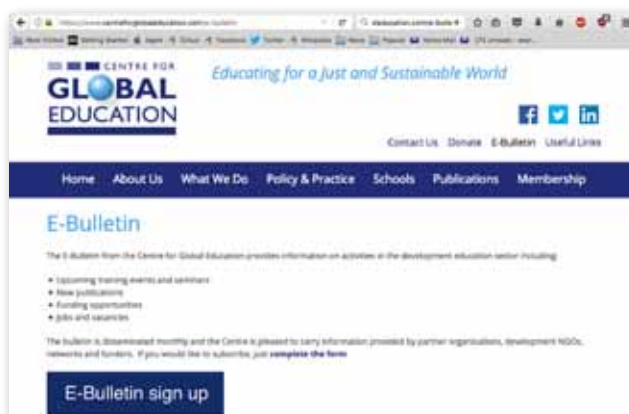 CENTRE FOR
GLOBAL
EDUCATION
Educating for a Just and Sustainable World
Contact Us Donate E-Bulletin Useful Links
Home About Us What We Do Policy & Practice Schools Publications Membership
E-Bulletin
The E-Bulletin from the Centre for Global Education provides information on activities in the development education sector including:
Upcoming training events and seminars
New publications
Funding opportunities
Jobs and vacancies
The bulletin is disseminated monthly and the Centre is pleased to carry information provided by partner organisations, development NGOs,
networks and funders. If you would like to subscribe, just complete the form
E-Bulletin sign up